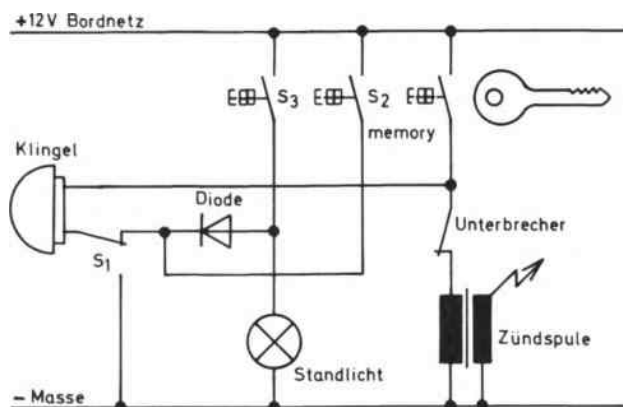 +12V Bordnetz
S3
S2
memory
Klingel
Diode
Unterbrecher
S1
Zündspule
Standlicht
- Masse